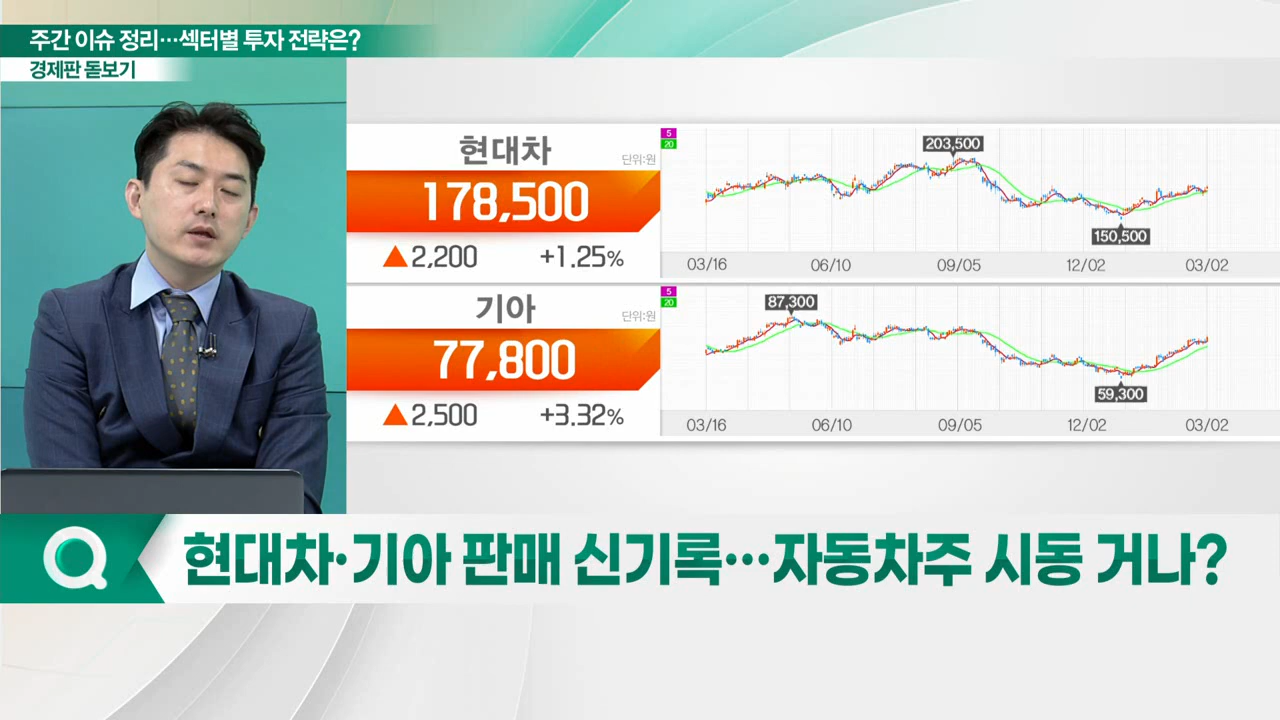 주간 이슈 정리…섹터별 투자 전략은?
경제판 돋보기
현대차
단위:원
178,500
▲2,200 +1.25%
5
20
203,500
150,500
03/16 06/10 09/05 12/02 03/02
기아
단위:원
77,800
▲2,500 +3.32%
5
20
87,300
59,300
03/16 06/10 09/05 12/02 03/02
Q 현대차·기아 판매 신기록…자동차주 시동 거나?